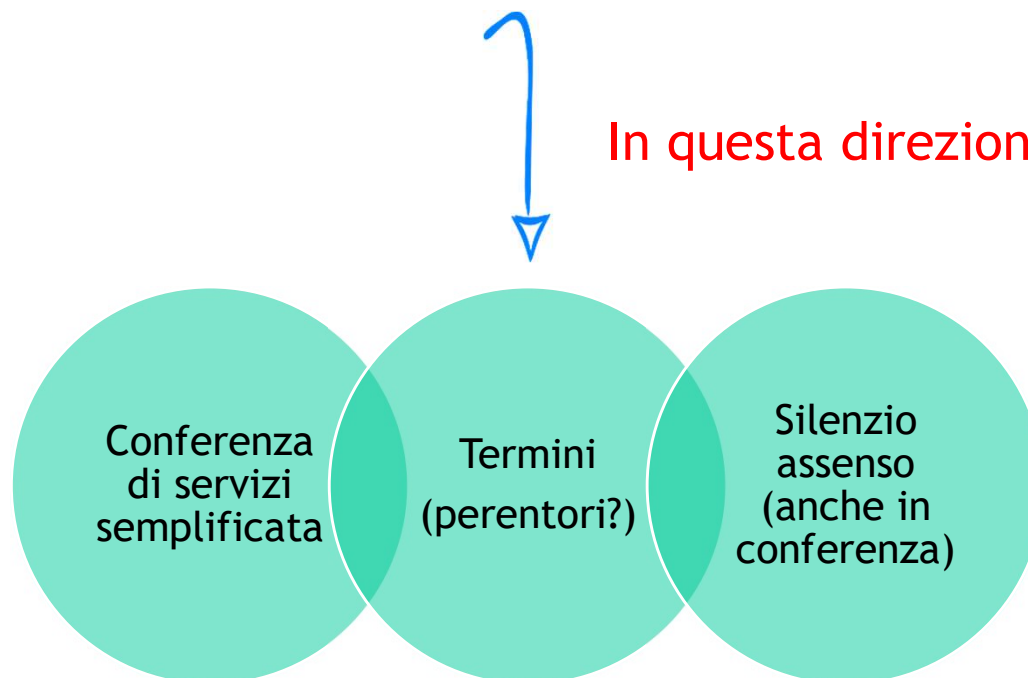 In questa direzion
Conferenza
di servizi
semplificata
Termini
(perentori?)
Silenzio
assenso
(anche in
conferenza)